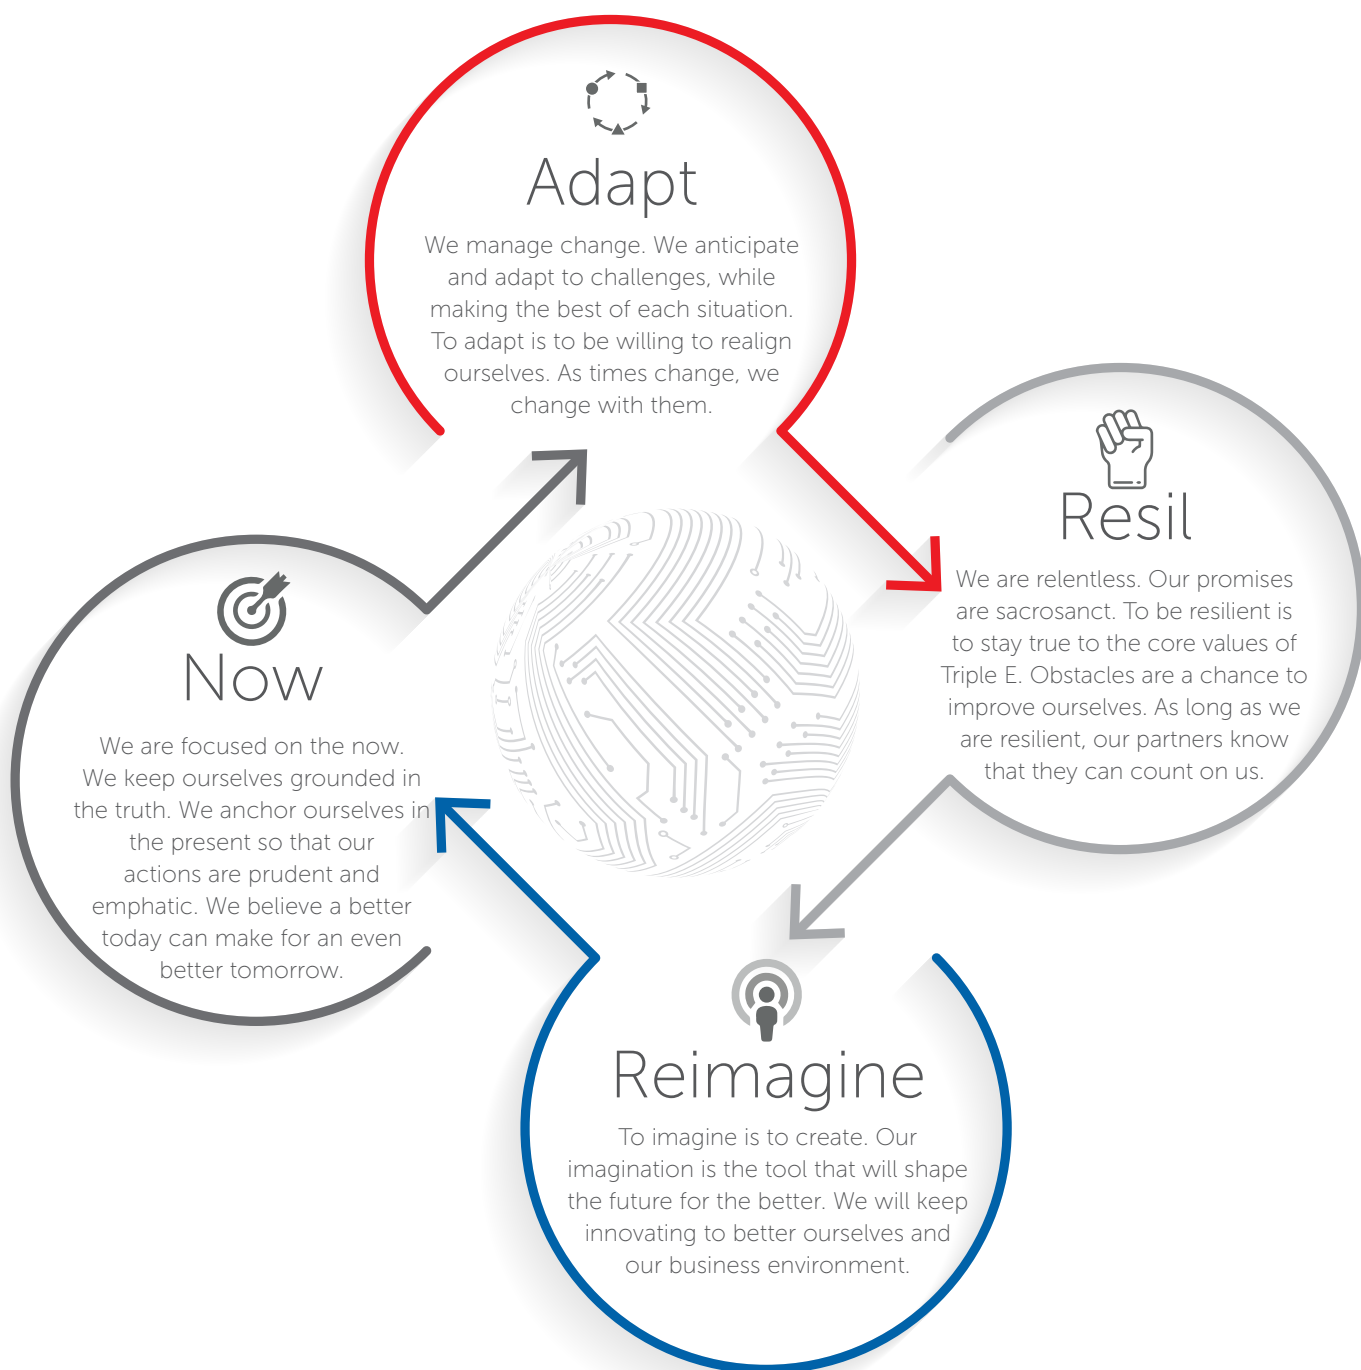 Adapt
We manage change. We anticipate
and adapt to challenges, while
making the best of each situation.
To adapt is to be willing to realign
ourselves. As times change, we
change with them.
Resil
We are relentless. Our promises
are sacrosanct. To be resilient is
to stay true to the core values of
Triple E. Obstacles are a chance to
improve ourselves. As long as we
are resilient, our partners know
that they can count on us.
Reimagine
To imagine is to create. Our
imagination is the tool that will shape
the future for the better. We will keep
innovating to better ourselves and
our business environment.
Now
We are focused on the now.
We keep ourselves grounded in
the truth. We anchor ourselves in
the present so that our
actions are prudent and
emphatic. We believe a better
today can make for an even
better tomorrow.